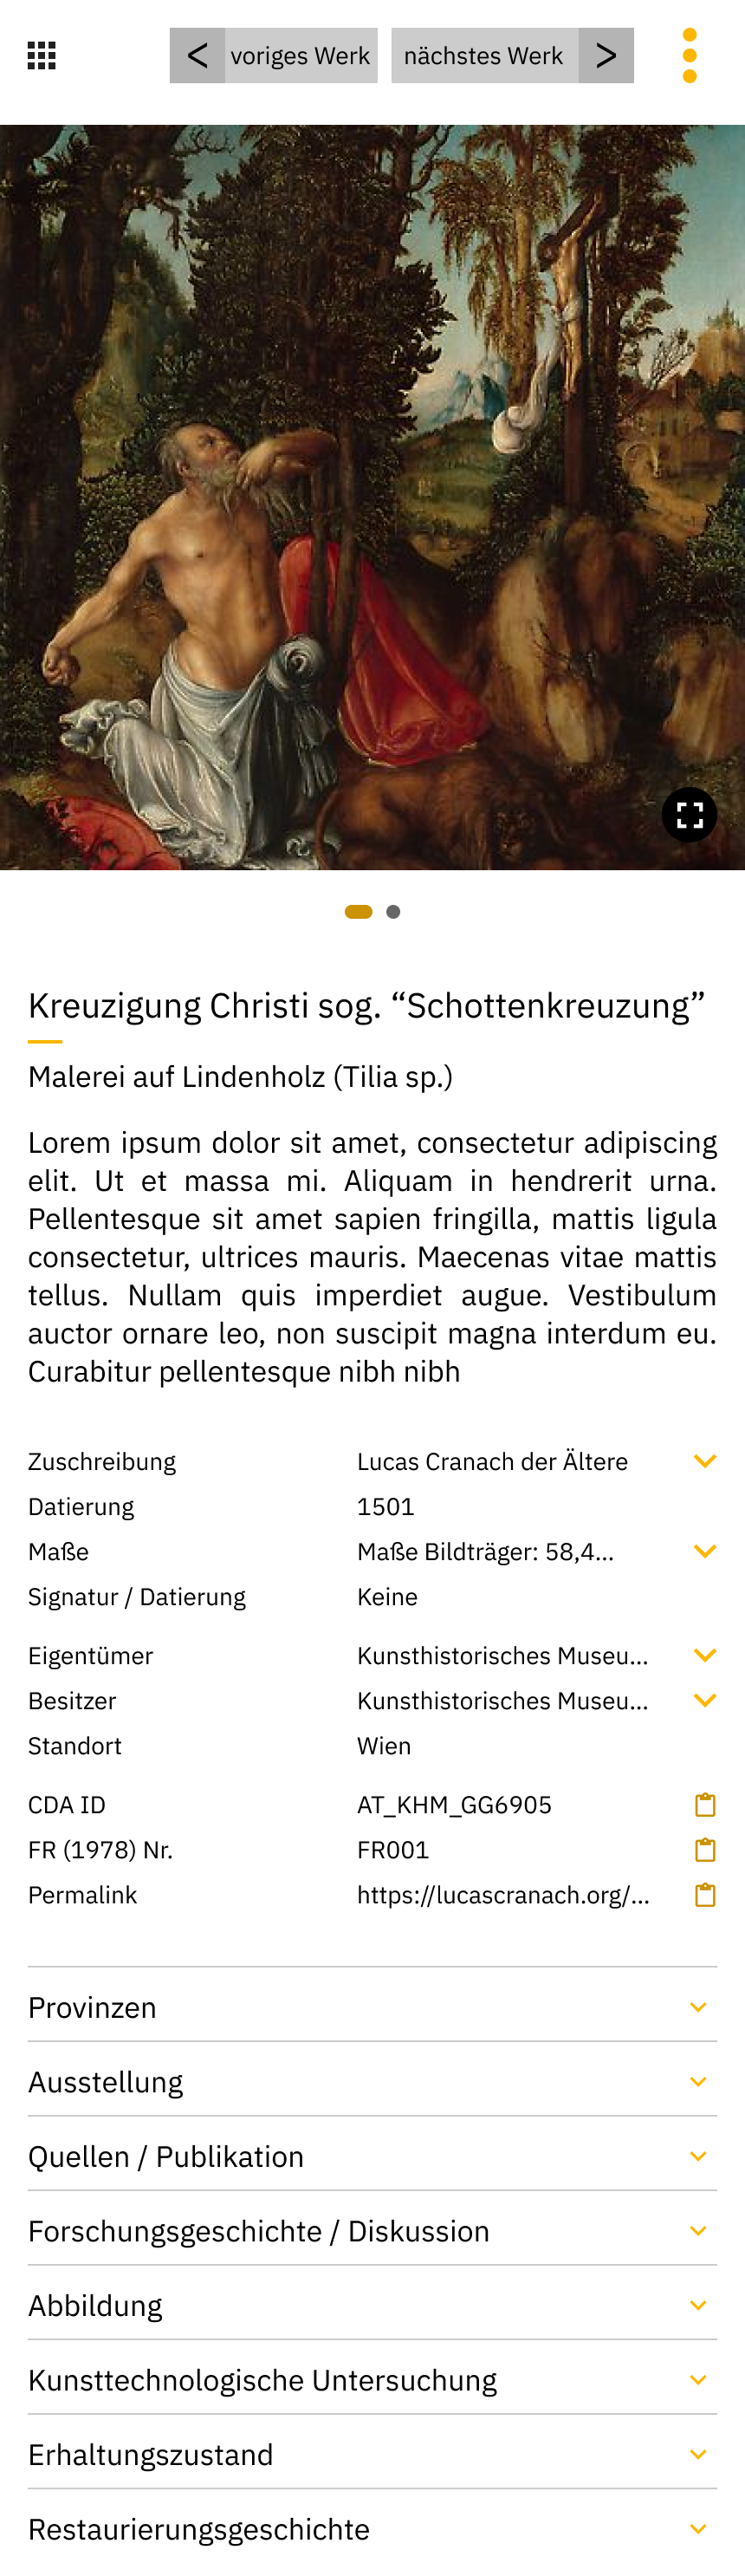 < voriges Werk nächstes Werk >
Kreuzigung Christi sog. “Schottenkreuzung”
Malerei auf Lindenholz (Tilia sp.)
Lorem ipsum dolor sit amet, consectetur adipiscing
elit. Ut et massa mi. Aliquam in hendrerit urna.
Pellentesque sit amet sapien fringilla, mattis ligula
consectetur, ultrices mauris. Maecenas vitae mattis
tellus. Nullam quis imperdiet augue. Vestibulum
auctor ornare leo, non suscipit magna interdum eu.
Curabitur pellentesque nibh nibh
Zuschreibung Lucas Cranach der Ältere
Datierung 1501
Maße Maße Bildträger: 58,4...
Signatur / Datierung Keine
Eigentümer Kunsthistorisches Museu...
Besitzer Kunsthistorisches Museu...
Standort Wien
CDA ID AT_KHM_GG6905
FR (1978) Nr. FR001
Permalink https://lucascranach.org/...
Provinzen
Ausstellung
Quellen / Publikation
Forschungsgeschichte / Diskussion
Abbildung
Kunsttechnologische Untersuchung
Erhaltungszustand
Restaurierungsgeschichte